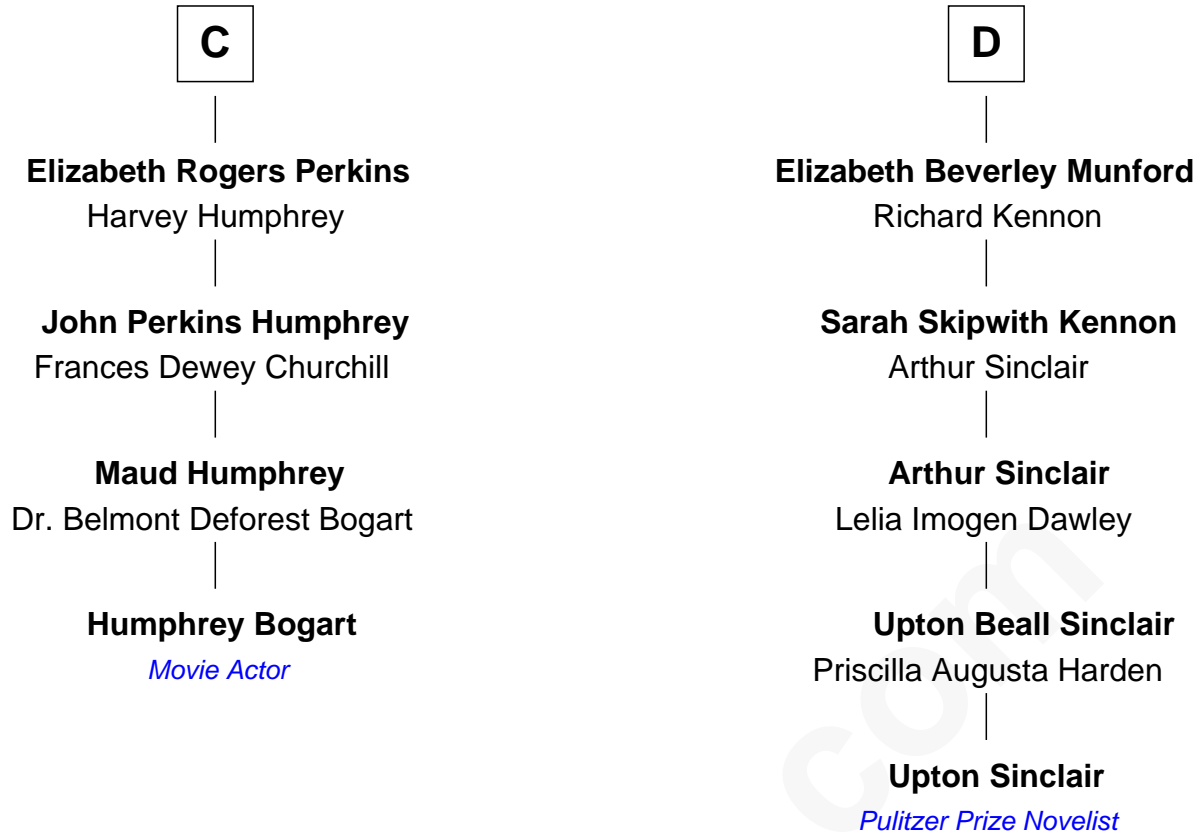 C
Elizabeth Rogers Perkins
Harvey Humphrey
John Perkins Humphrey
Frances Dewey Churchill
Maud Humphrey
Dr. Belmont Deforest Bogart
Humphrey Bogart
Movie Actor
D
Elizabeth Beverley Munford
Richard Kennon
Sarah Skipwith Kennon
Arthur Sinclair
Arthur Sinclair
Lelia Imogen Dawley
Upton Beall Sinclair
Priscilla Augusta Harden
Upton Sinclair
Pulitzer Prize Novelist
com